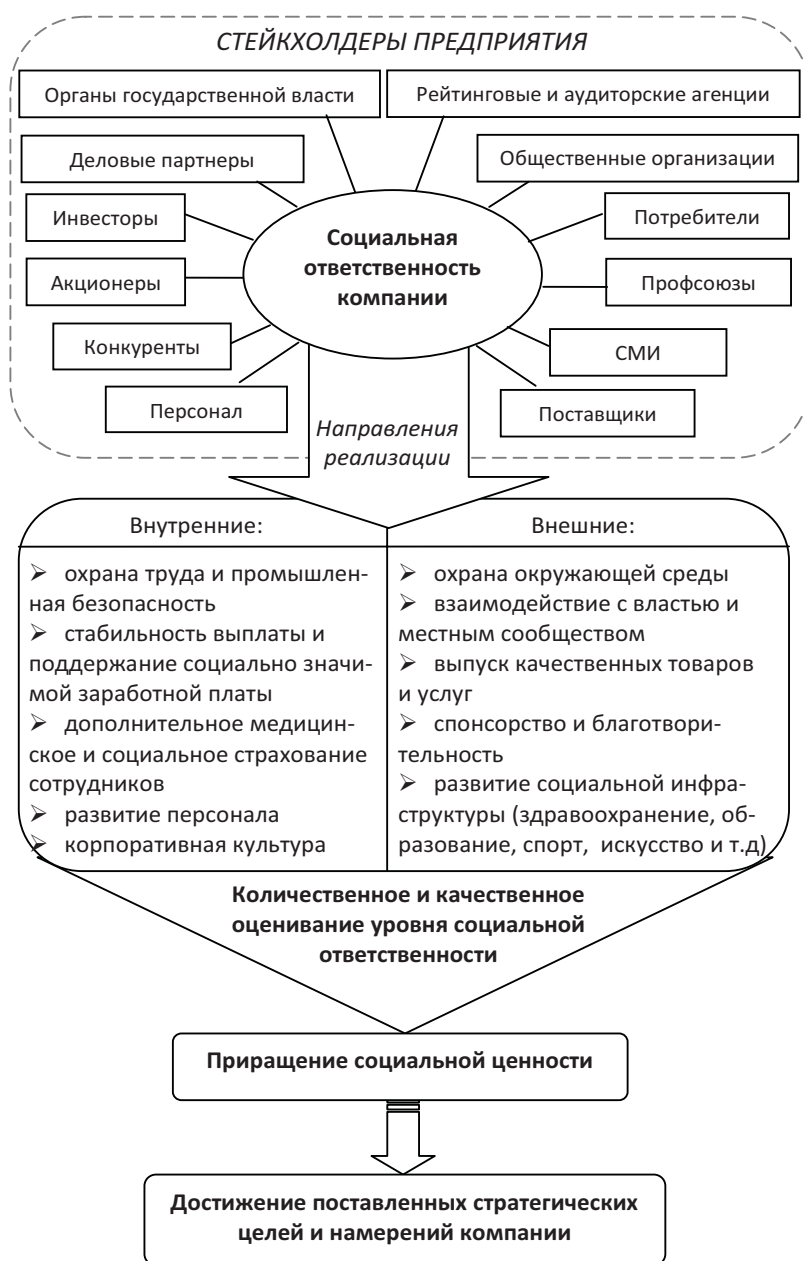 СТЕЙКХОЛДЕРЫ ПРЕДПРИЯТИЯ
Органы государственной власти
Рейтинговые и аудиторские агенции
Деловые партнеры
Общественные организации
Инвесторы
Потребители
Социальная
ответственность
компании
Акционеры
Профсоюзы
Конкуренты
СМИ
Персонал
Поставщики
Направления
реализации
Внутренние:
➢ охрана труда и промышлен-
ная безопасность
➢ стабильность выплаты и
поддержание социально значи-
мой заработной платы
➢ дополнительное медицин-
ское и социальное страхование
сотрудников
➢ развитие персонала
➢ корпоративная культура
Внешние:
➢ охрана окружающей среды
➢ взаимодействие с властью и
местным сообществом
➢ выпуск качественных товаров
и услуг
➢ спонсорство и благотвори-
тельность
➢ развитие социальной инфра-
структуры (здравоохранение, об-
разование, спорт, искусство и т.д)
Количественное и качественное
оценивание уровня социальной
ответственности
Приращение социальной ценности
Достижение поставленных стратегических
целей и намерений компании